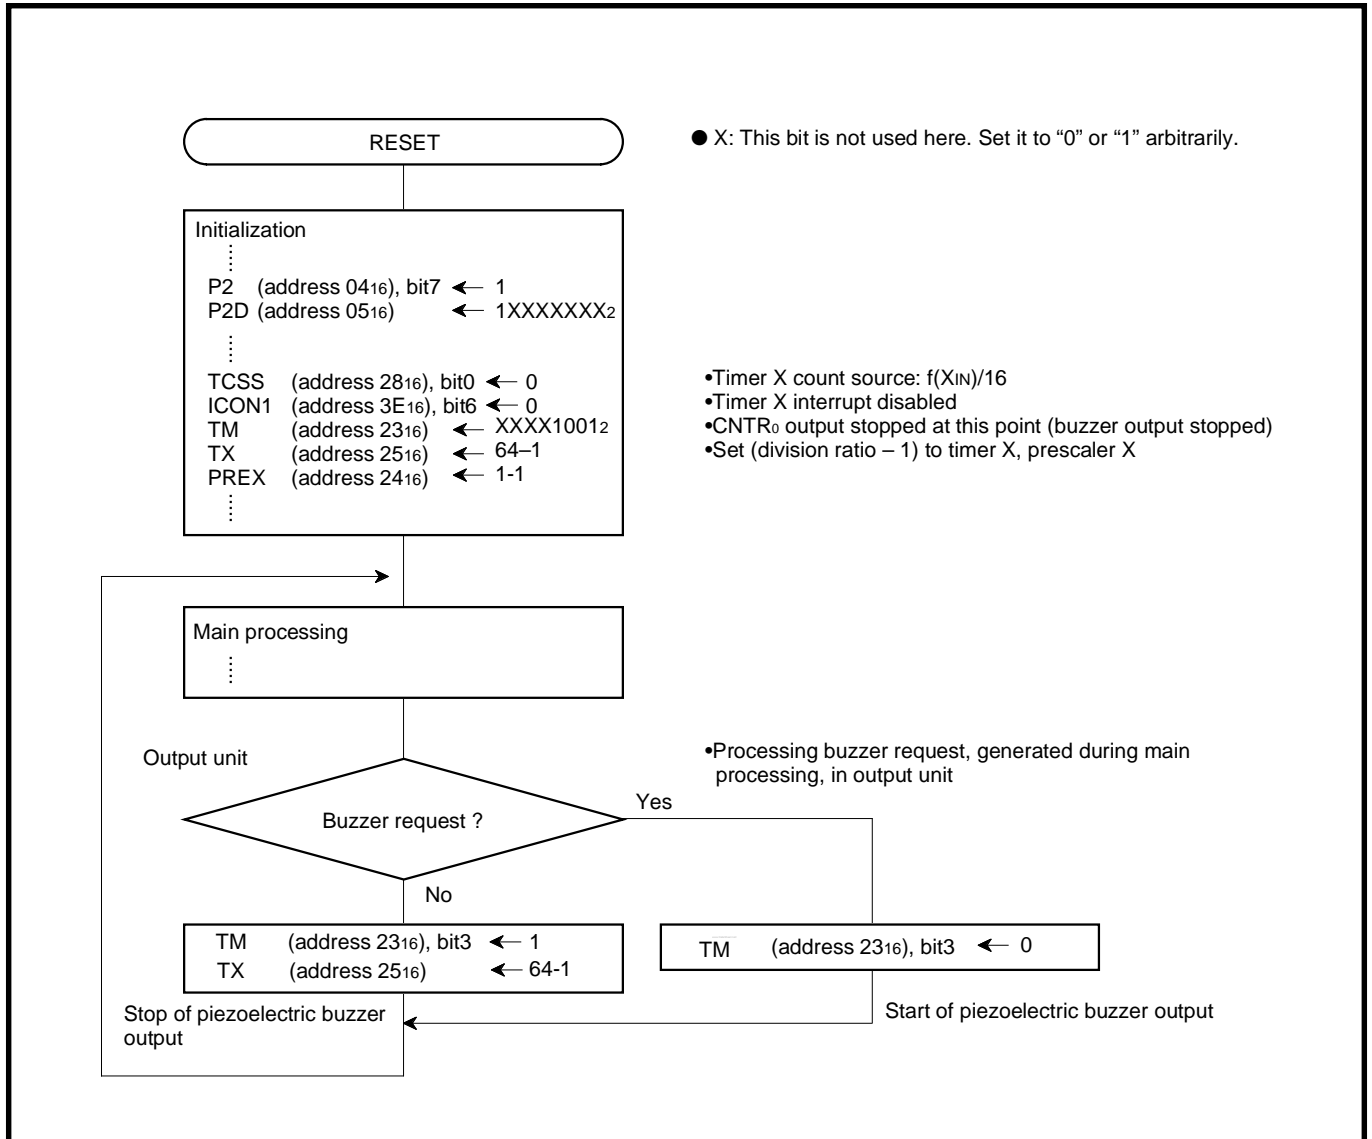 RESET
● X: This bit is not used here. Set it to “0” or “1” arbitrarily.
Initialization
P2 (address 0416), bit7 ← 1
P2D (address 0516) ← 1XXXXXXX2
TCSS (address 2816), bit0 ← 0
ICON1 (address 3E16), bit6 ← 0
TM (address 2316) ← XXXX10012
TX (address 2516) ← 64–1
PREX (address 2416) ← 1-1
•Timer X count source: f(XIN)/16
•Timer X interrupt disabled
•CNTR0 output stopped at this point (buzzer output stopped)
•Set (division ratio – 1) to timer X, prescaler X
Main processing
Output unit
•Processing buzzer request, generated during main
processing, in output unit
Buzzer request ?
Yes
No
TM (address 2316), bit3 ← 1
TX (address 2516) ← 64-1
TM (address 2316), bit3 ← 0
Stop of piezoelectric buzzer
output
Start of piezoelectric buzzer output